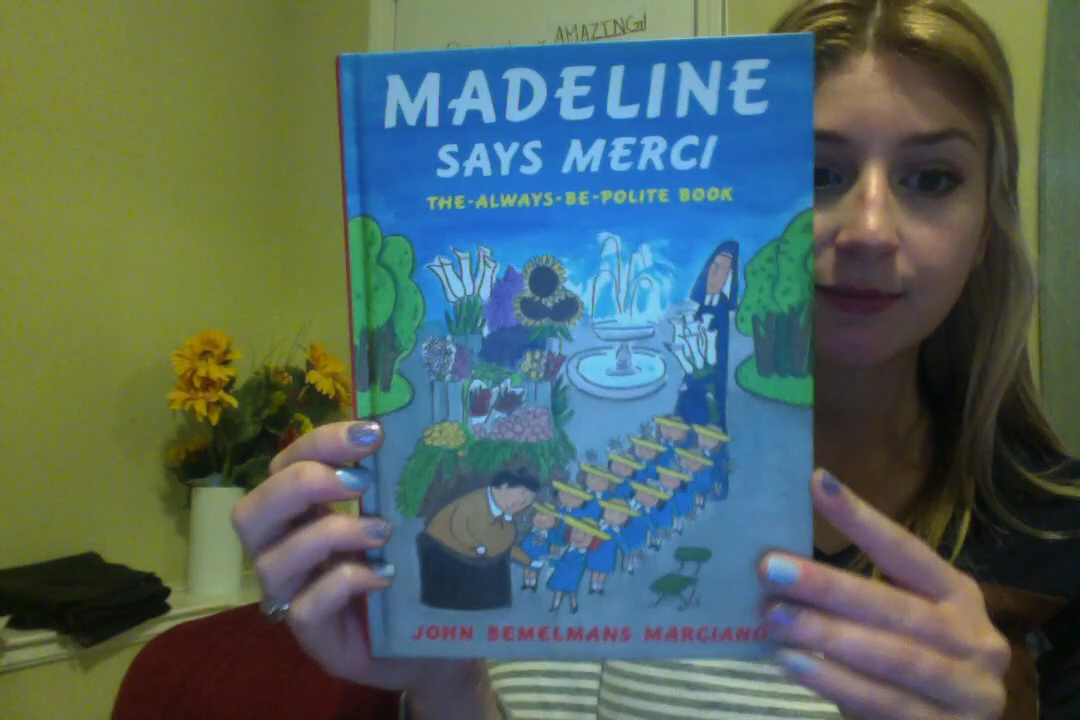 AMAZING!
MADELINE
SAYS MERCI
THE-ALWAYS-BE-POLITE BOOK
JOHN BEMELMANS MARCIANO